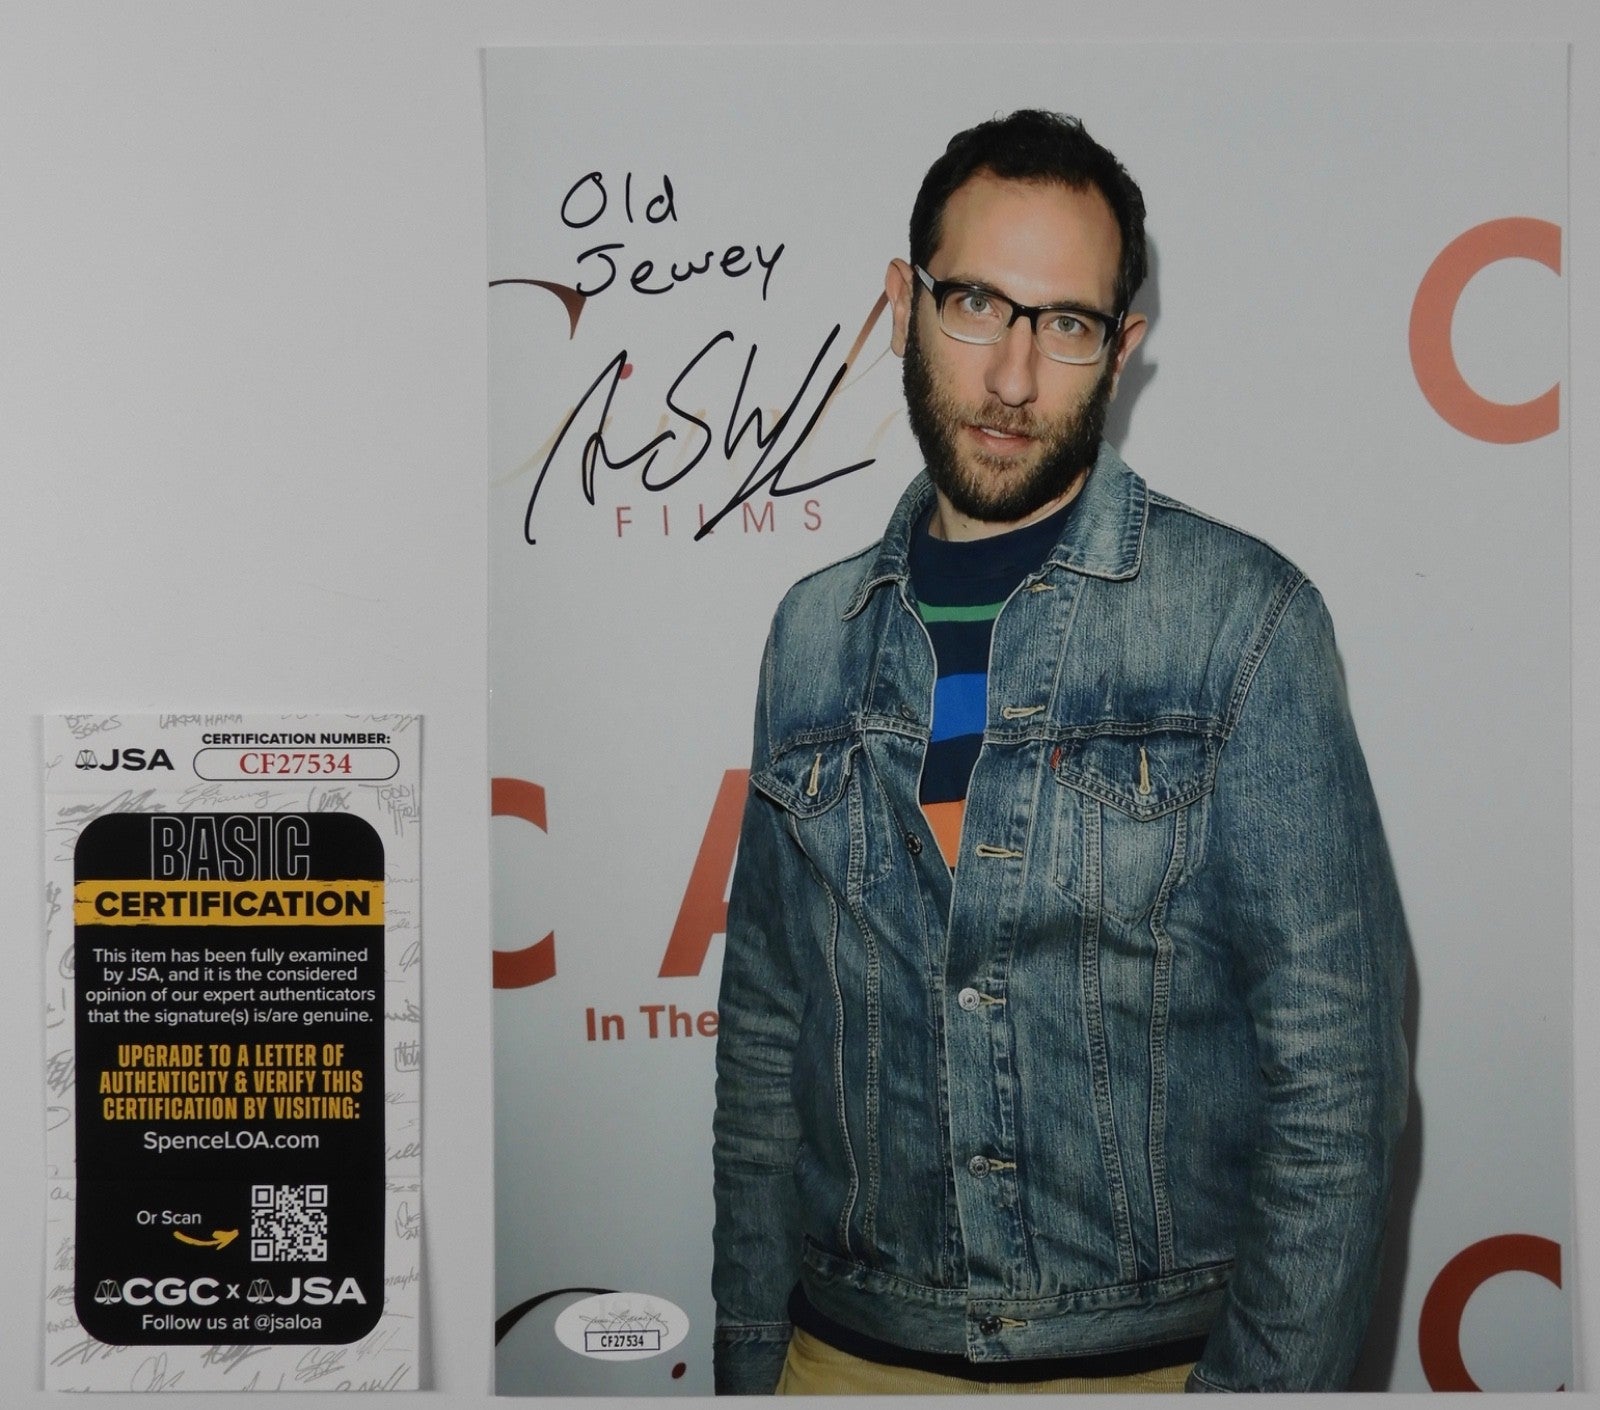 Old
Jewey
FILMS
C
C A
In The
C
CF27534
JSA
CERTIFICATION NUMBER:
CF27534
BASIC
CERTIFICATION
This item has been fully examined
by JSA, and it is the considered
opinion of our expert authenticators
that the signature(s) is/are genuine.
UPGRADE TO A LETTER OF
AUTHENTICITY & VERIFY THIS
CERTIFICATION BY VISITING:
SpenceLOA.com
Or Scan
CGC x JSA
Follow us at @jsaloa